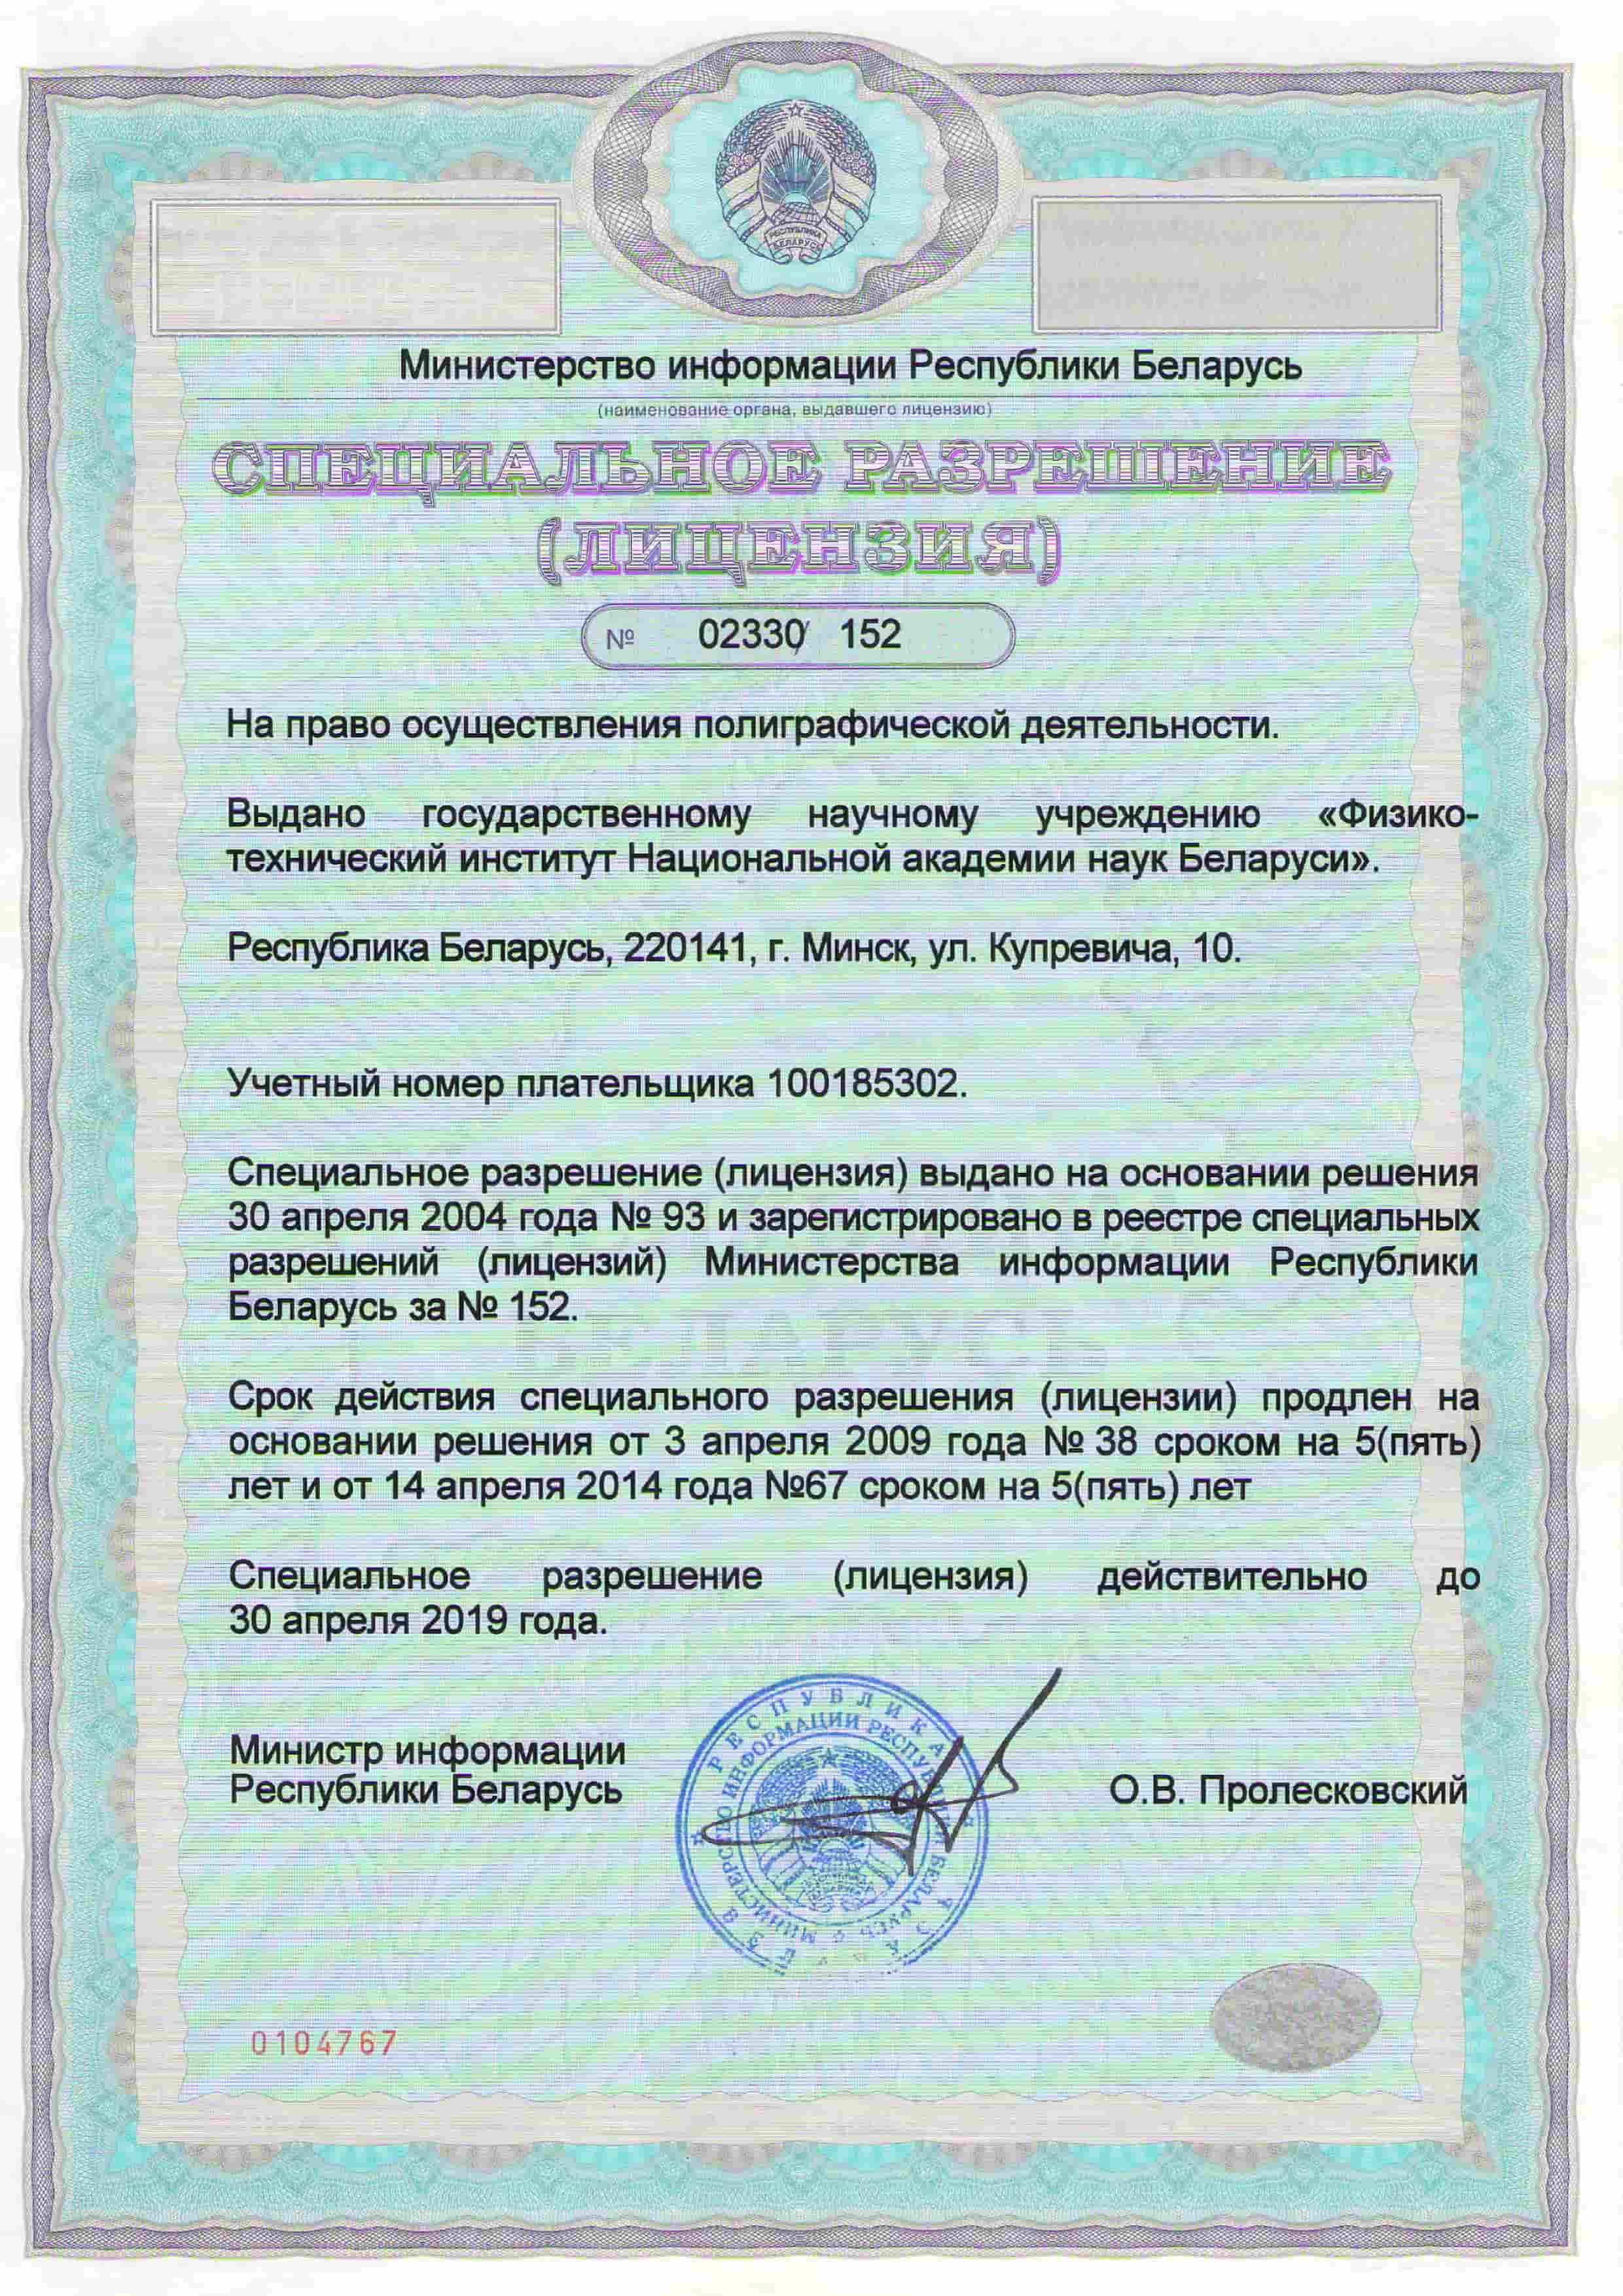 РЕСПУБЛИКА
БЕЛАРУСЬ
Министерство информации Республики Беларусь
(наименование органа, выдавшего лицензию)
СПЕЦИАЛЬНОЕ РАЗРЕШЕНИЕ
(ЛИЦЕНЗИЯ)
№ 02330/ 152
На право осуществления полиграфической деятельности.
Выдано государственному научному учреждению «Физико-
технический институт Национальной академии наук Беларуси».
Республика Беларусь, 220141, г. Минск, ул. Купревича, 10.
Учетный номер плательщика 100185302.
Специальное разрешение (лицензия) выдано на основании решения
30 апреля 2004 года № 93 и зарегистрировано в реестре специальных
разрешений (лицензий) Министерства информации Республики
Беларусь за № 152.
БЕЛАРУСЬ
Срок действия специального разрешения (лицензии) продлен на
основании решения от 3 апреля 2009 года № 38 сроком на 5(пять)
лет и от 14 апреля 2014 года №67 сроком на 5(пять) лет
Специальное разрешение (лицензия) действительно до
30 апреля 2019 года.
РЕСПУБЛИКА
МИНИСТЕРСТВО ИНФОРМАЦИИ РЕСПУБЛИКИ БЕЛАРУСЬ
Министр информации
Республики Беларусь
О.В. Пролесковский
0104767